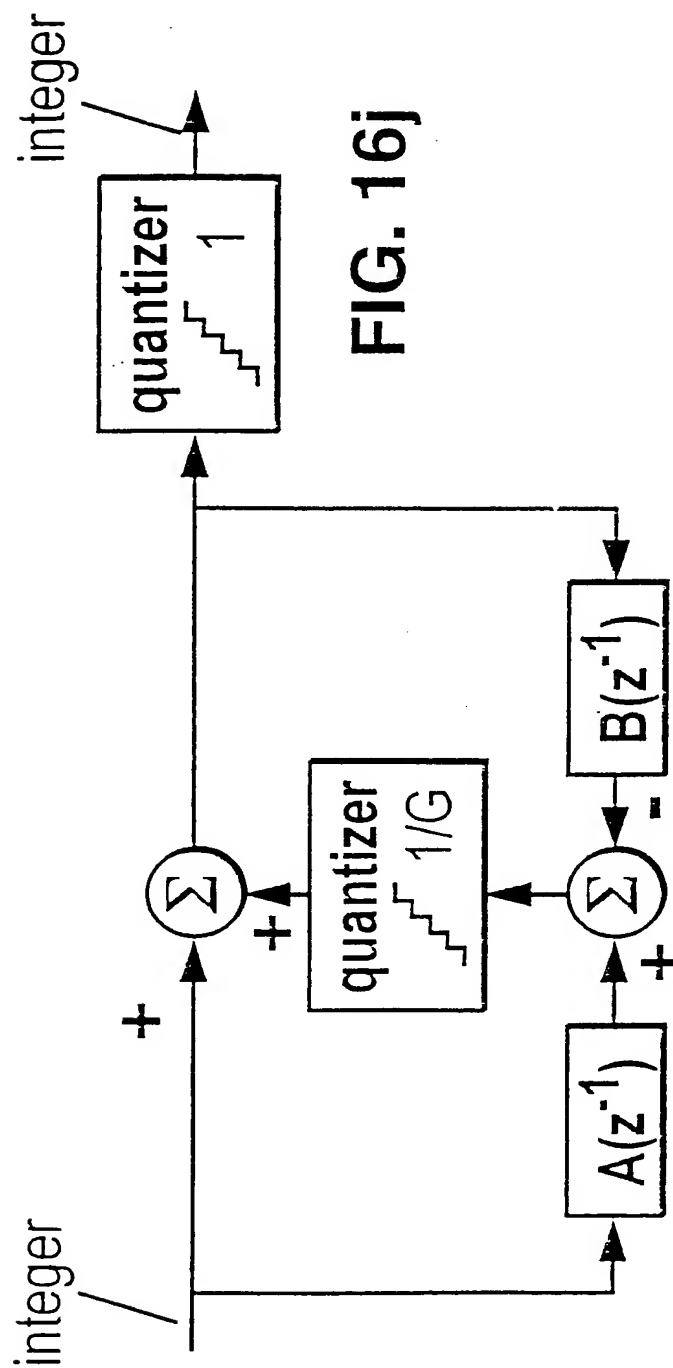 integer
+
Σ
+
quantizer
1
integer
quantizer
1/G
A(z⁻¹)
+
Σ
-
B(z⁻¹)
FIG. 16j